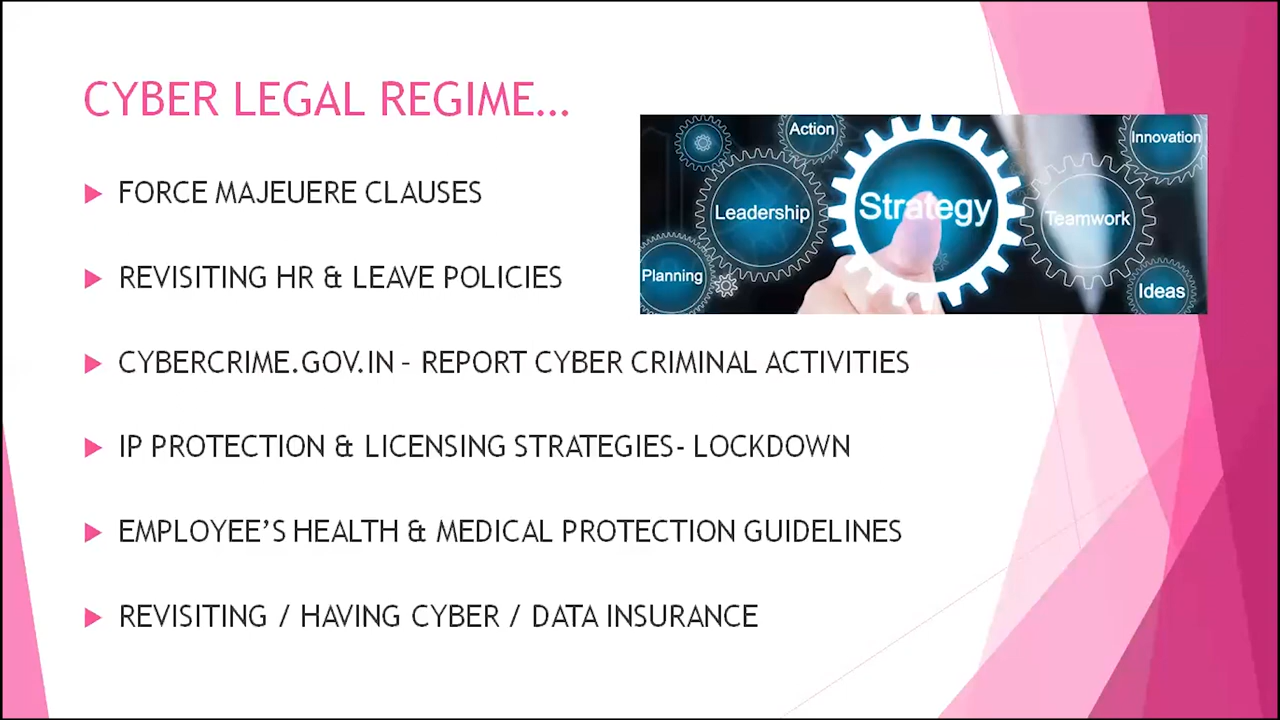 CYBER LEGAL REGIME...
Action
Innovation
Leadership
Strategy
Teamwork
Planning
Ideas
FORCE MAJEUERE CLAUSES
REVISITING HR & LEAVE POLICIES
CYBERCRIME.GOV.IN – REPORT CYBER CRIMINAL ACTIVITIES
IP PROTECTION & LICENSING STRATEGIES- LOCKDOWN
EMPLOYEE’S HEALTH & MEDICAL PROTECTION GUIDELINES
REVISITING / HAVING CYBER / DATA INSURANCE